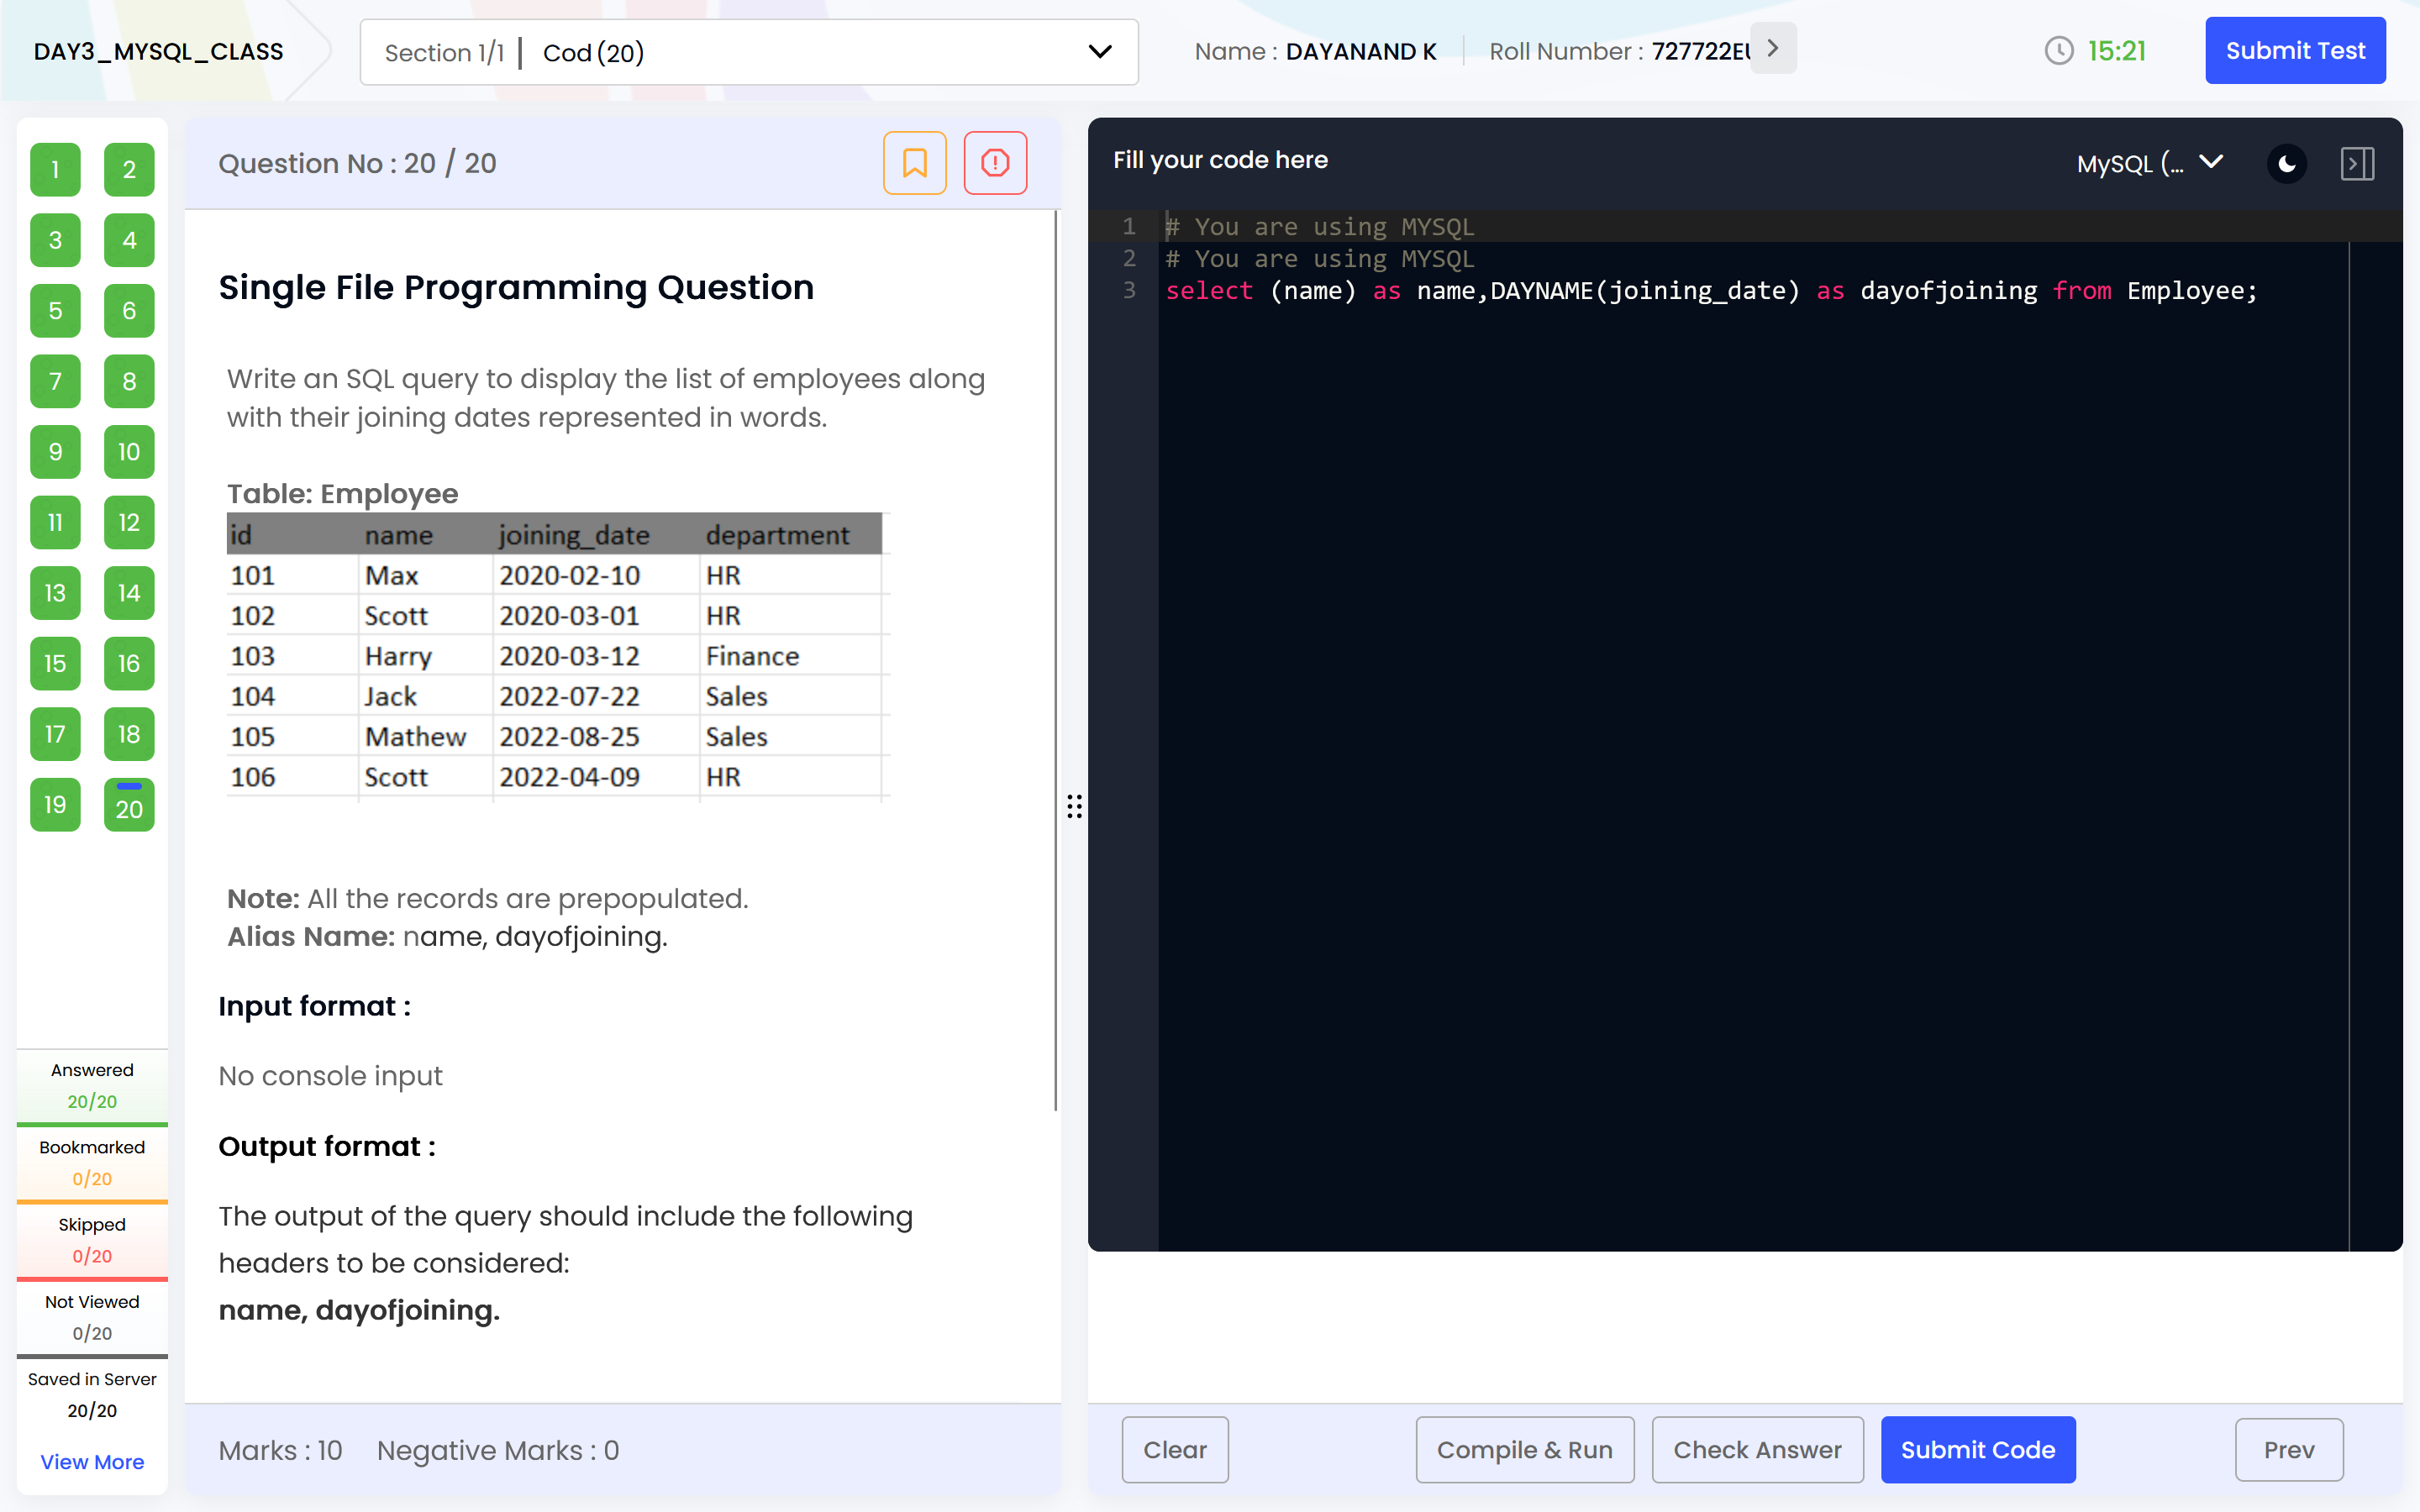 DAY3_MYSQL_CLASS
Section 1/1 | Cod (20)
Name : DAYANAND K
Roll Number :
15:21
Submit Test
1 2
3 4
5 6
7 8
9 10
11 12
13 14
15 16
17 18
19 20
Answered
20/20
Bookmarked
0/20
Skipped
0/20
Not Viewed
0/20
Saved in Server
20/20
View More
Question No : 20 / 20
Single File Programming Question
Write an SQL query to display the list of employees along
with their joining dates represented in words.
Table: Employee
id name joining_date department
101 Max 2020-02-10 HR
102 Scott 2020-03-01 HR
103 Harry 2020-03-12 Finance
104 Jack 2022-07-22 Sales
105 Mathew 2022-08-25 Sales
106 Scott 2022-04-09 HR
Note: All the records are prepopulated.
Alias Name: name, dayofjoining.
Input format :
No console input
Output format :
The output of the query should include the following
headers to be considered:
name, dayofjoining.
Marks : 10 Negative Marks : 0
Fill your code here
MySQL (...
1 # You are using MYSQL
2 # You are using MYSQL
3 select (name) as name,DAYNAME(joining_date) as dayofjoining from Employee;
Clear
Compile & Run
Check Answer
Submit Code
Prev